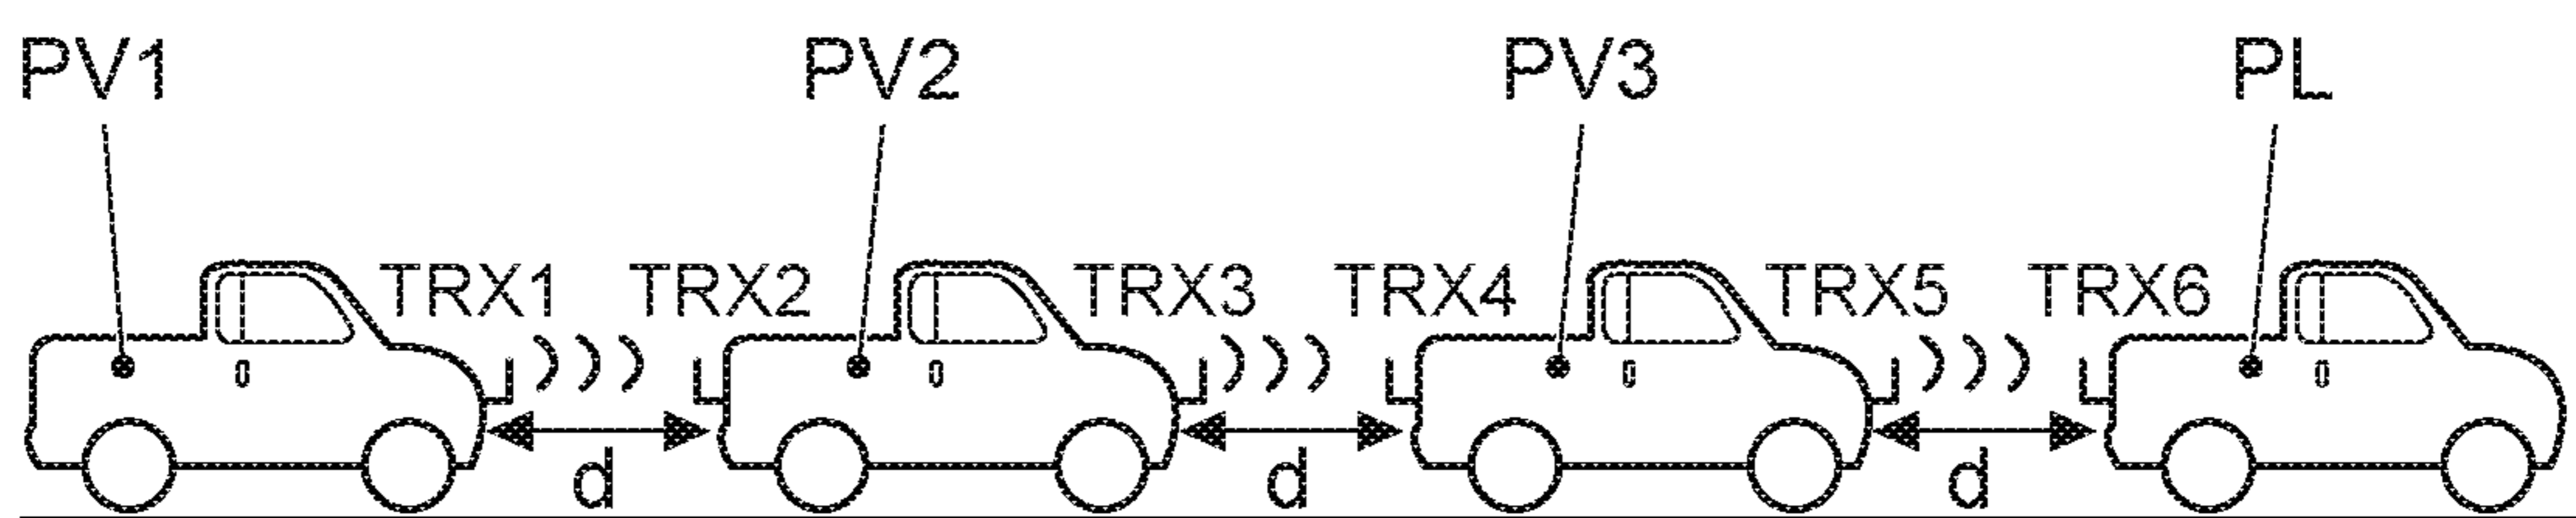 PV1 PV2 PV3 PL
TRX1 TRX2 TRX3 TRX4 TRX5 TRX6
d d d